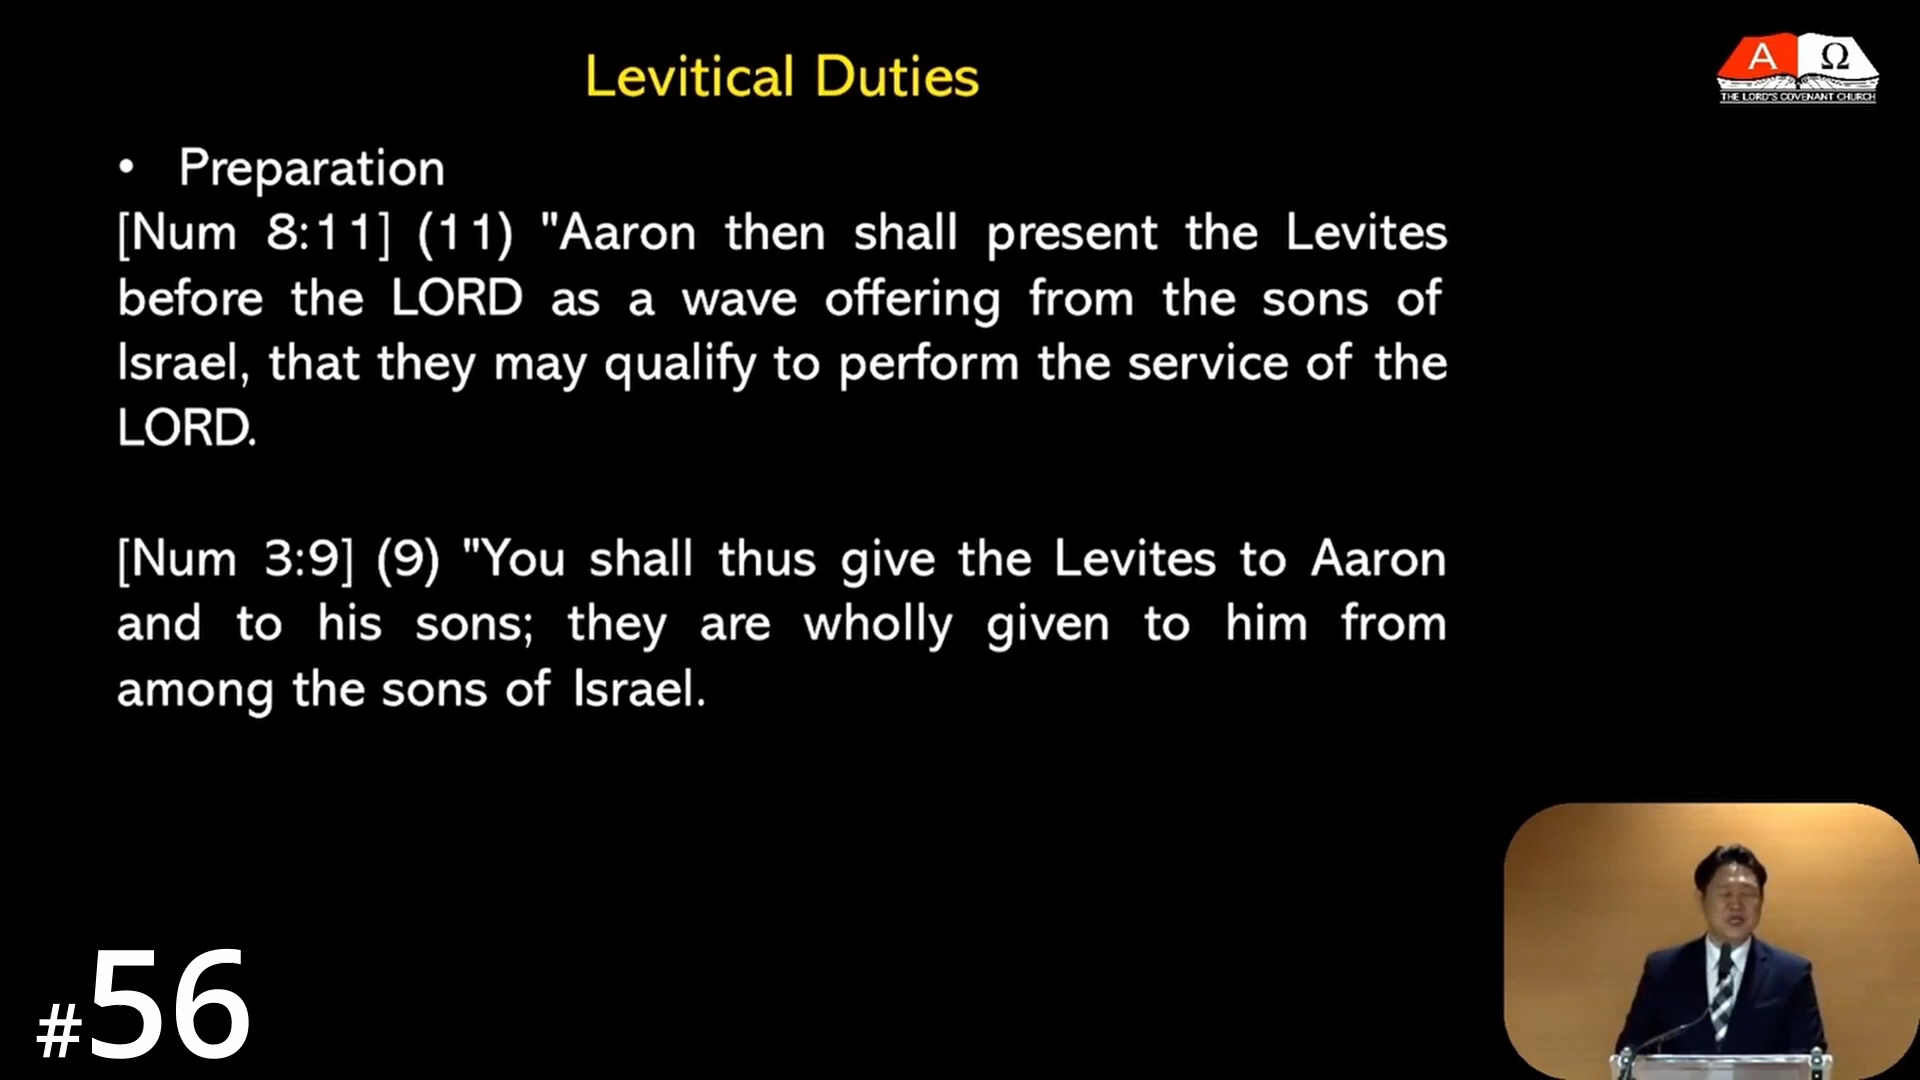 Levitical Duties
A Ω
THE LORD'S COVENANT CHURCH
• Preparation
[Num 8:11] (11) "Aaron then shall present the Levites
before the LORD as a wave offering from the sons of
Israel, that they may qualify to perform the service of the
LORD.
[Num 3:9] (9) "You shall thus give the Levites to Aaron
and to his sons; they are wholly given to him from
among the sons of Israel.
#56